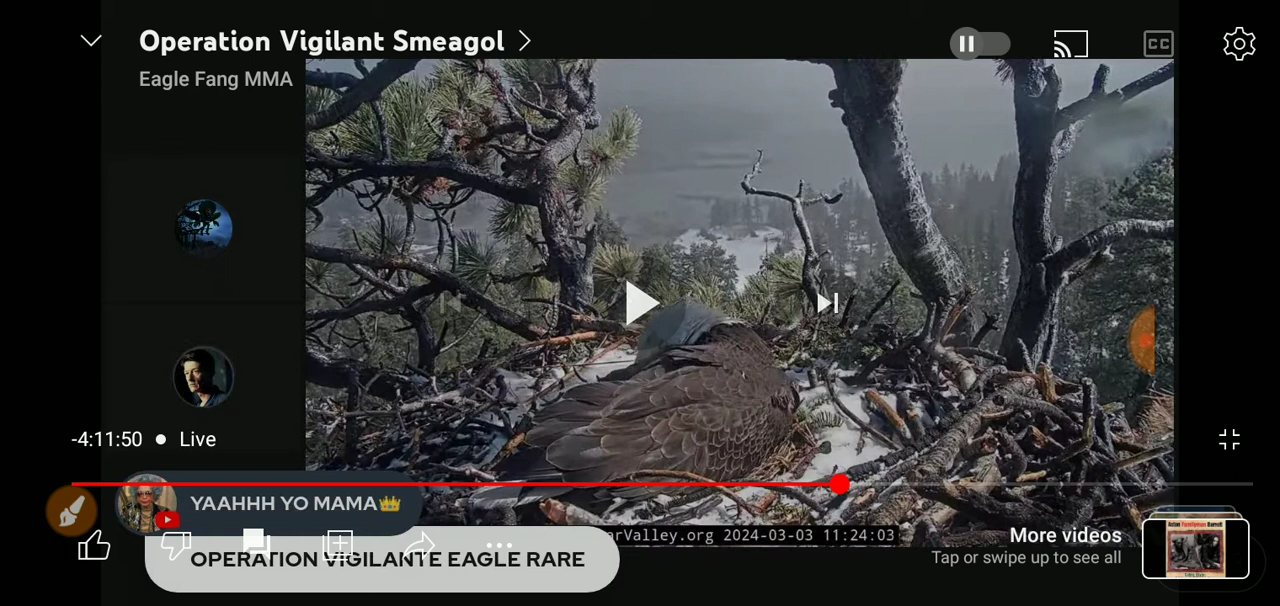 Operation Vigilant Smeagol
Eagle Fang MMA
CC
-4:11:50 Live
YAAHHH YO MAMA👑
OPERATION VIGILANTE EAGLE RARE
arValley.org 2024-03-03 11:24:03
More videos
Tap or swipe up to see all